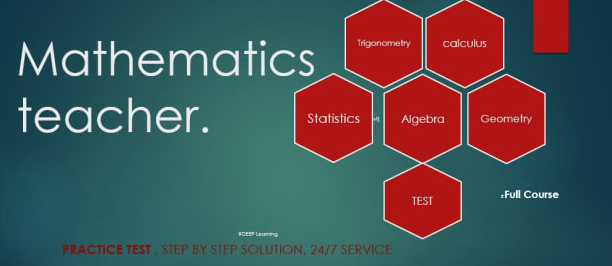 Mathematics
teacher.
Trigonometry
calculus
Statistics
Algebra
Geometry
TEST
#Full Course
#DEEP Learning
PRACTICE TEST , STEP BY STEP SOLUTION, 24/7 SERVICE